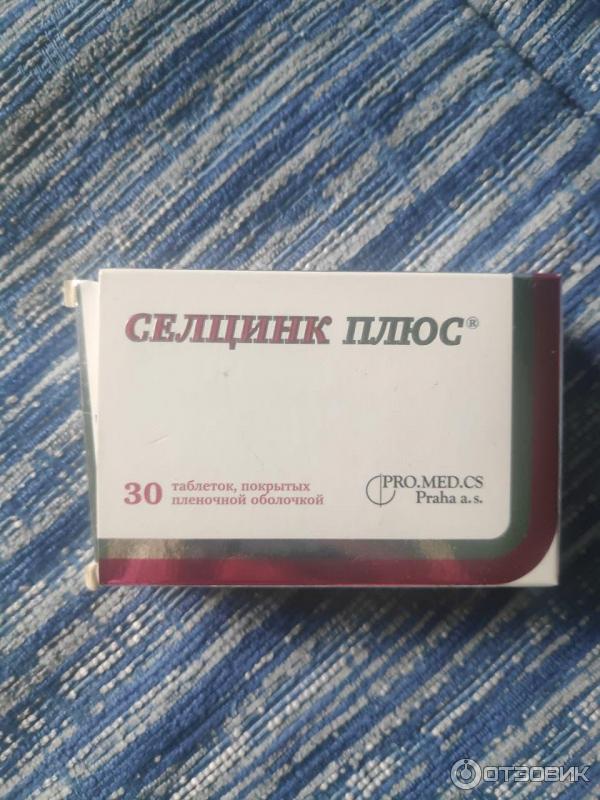 СЕЛЦИНК ПЛЮС®
30 таблеток, покрытых
пленочной оболочкой
PRO.MED.CS
Praha a.s.
ОТЗОВИК